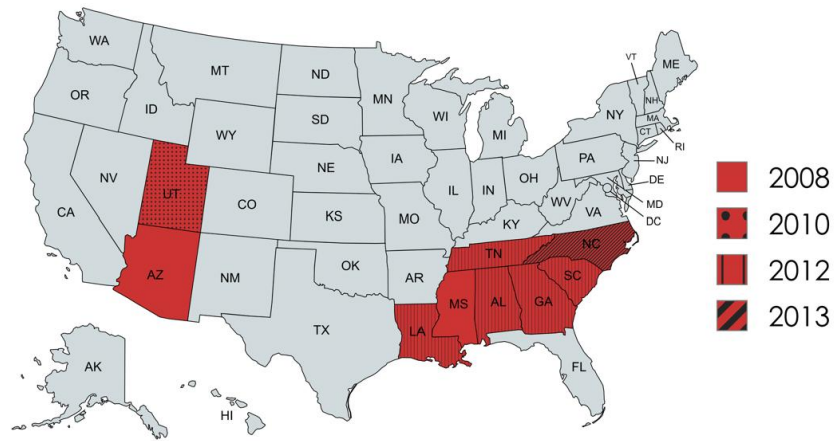 WA
MT
ND
MN
VT
ME
OR
ID
SD
WI
NY
NH
MA
WY
MI
CT
RI
IA
PA
NJ
NV
NE
OH
DE
UT
IL
IN
MD
2008
CA
CO
WV
VA
DC
KS
MO
KY
2010
NC
TN
AZ
NM
OK
AR
SC
2012
MS
AL
GA
LA
TX
2013
AK
FL
HI